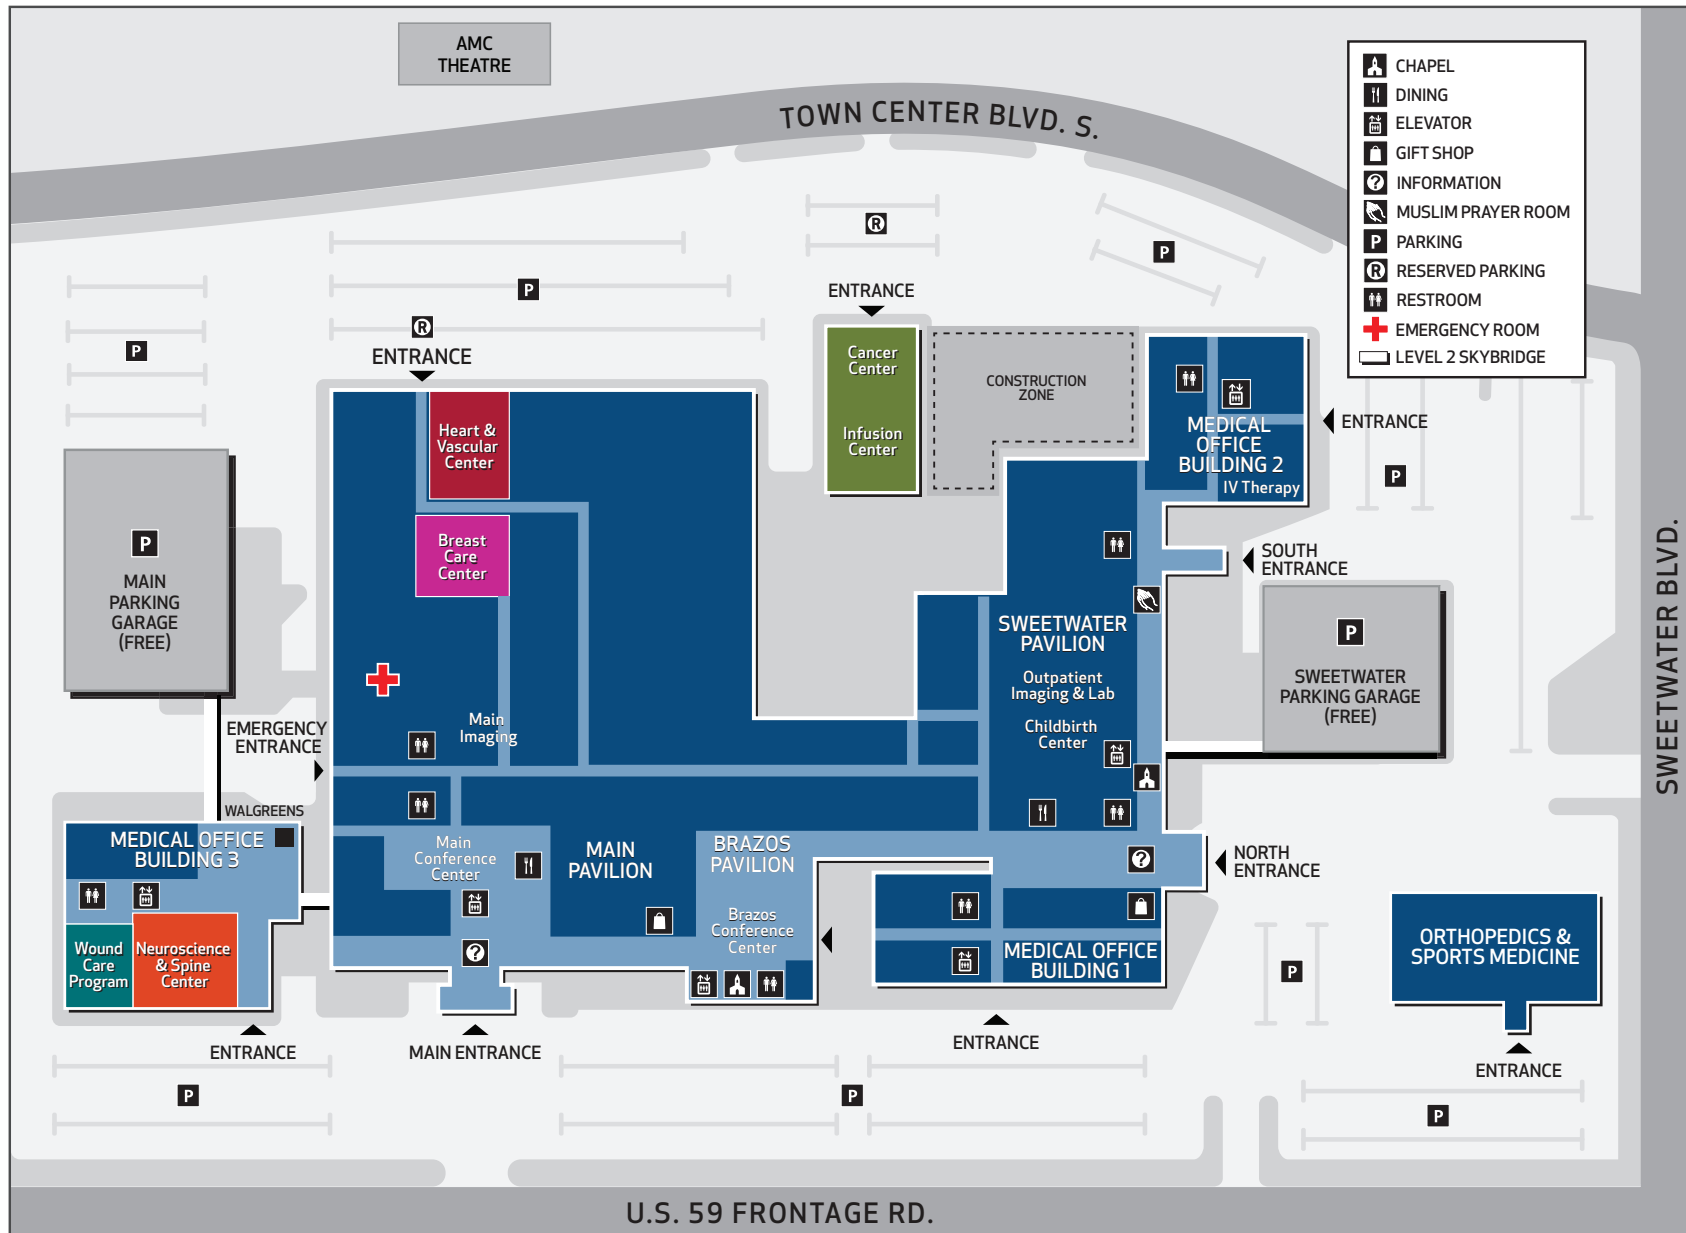 AMC
THEATRE
TOWN CENTER BLVD. S.
CHAPEL
DINING
ELEVATOR
GIFT SHOP
INFORMATION
MUSLIM PRAYER ROOM
P PARKING
R RESERVED PARKING
RESTROOM
EMERGENCY ROOM
LEVEL 2 SKYBRIDGE
R
P
P
P
R
ENTRANCE
ENTRANCE
Cancer
Center
Infusion
Center
CONSTRUCTION
ZONE
MEDICAL
OFFICE
BUILDING 2
IV Therapy
ENTRANCE
P
Heart &
Vascular
Center
Breast
Care
Center
P
MAIN
PARKING
GARAGE
(FREE)
SOUTH
ENTRANCE
SWEETWATER
PAVILION
Outpatient
Imaging & Lab
Childbirth
Center
P
SWEETWATER
PARKING GARAGE
(FREE)
SWEETWATER BLVD.
EMERGENCY
ENTRANCE
Main
Imaging
WALGREENS
MEDICAL OFFICE
BUILDING 3
Main
Conference
Center
MAIN
PAVILION
BRAZOS
PAVILION
?
NORTH
ENTRANCE
Brazos
Conference
Center
Wound
Care
Program
Neuroscience
& Spine
Center
?
MEDICAL OFFICE
BUILDING 1
ORTHOPEDICS &
SPORTS MEDICINE
P
ENTRANCE
MAIN ENTRANCE
ENTRANCE
ENTRANCE
P
P
P
U.S. 59 FRONTAGE RD.